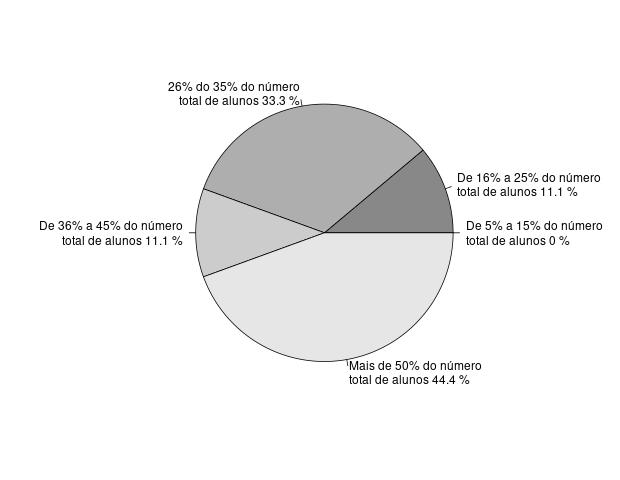 26% do 35% do número
total de alunos 33.3 %
De 16% a 25% do número
total de alunos 11.1 %
De 36% a 45% do número
total de alunos 11.1 %
De 5% a 15% do número
total de alunos 0 %
Mais de 50% do número
total de alunos 44.4 %